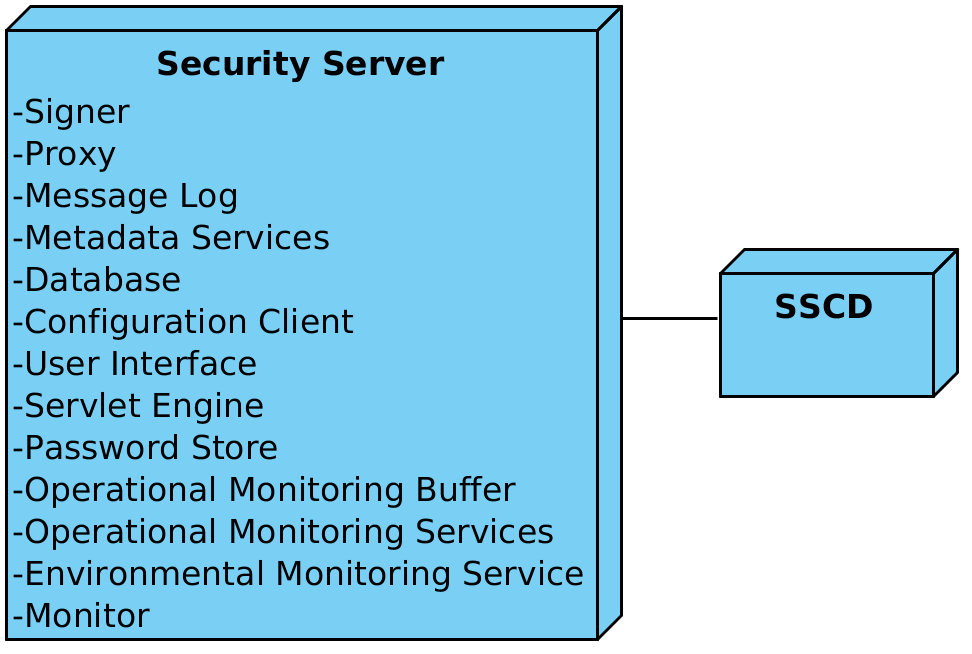 Security Server
-Signer
-Proxy
-Message Log
-Metadata Services
-Database
-Configuration Client
-User Interface
-Servlet Engine
-Password Store
-Operational Monitoring Buffer
-Operational Monitoring Services
-Environmental Monitoring Service
-Monitor
SSCD